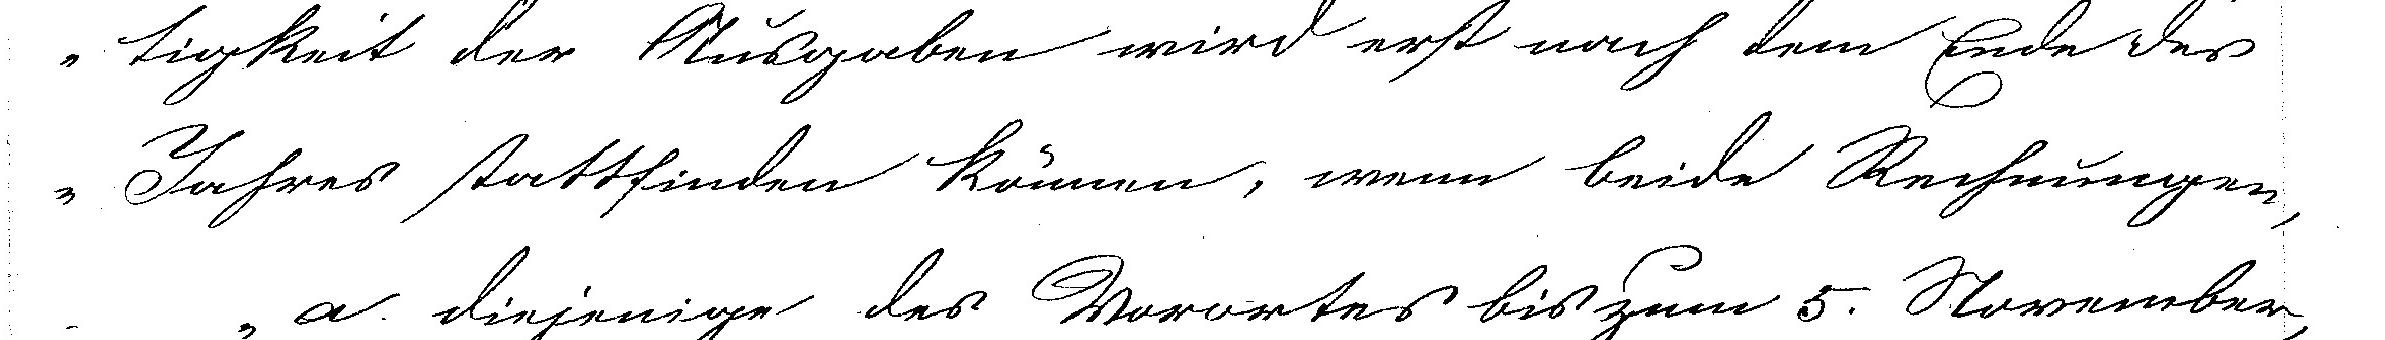 „ tigkeit der Ausgaben wird erst nach dem Ende des
„ Jahres stattfinden können, wenn beide Rechnungen,
„ a. diejenige des Vorortes bis zum 5. November,